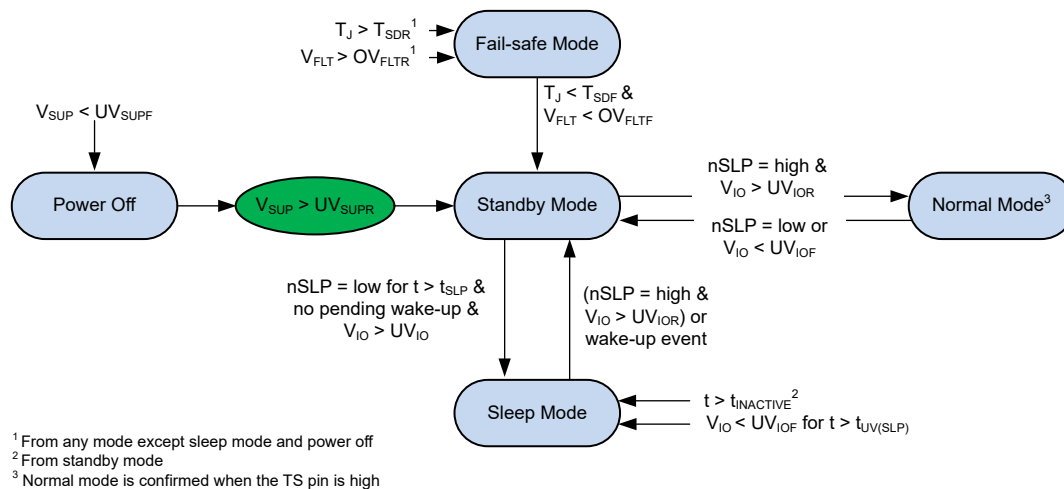 T_J > T_SDR^1
V_FLT > OV_FLTR^1
Fail-safe Mode
T_J < T_SDF &
V_FLT < OV_FLTF
V_SUP < UV_SUPF
Power Off
V_SUP > UV_SUPR
Standby Mode
nSLP = high &
V_IO > UV_IOR
nSLP = low or
V_IO < UV_IOF
Normal Mode^3
nSLP = low for t > t_SLP &
no pending wake-up &
V_IO > UV_IO
(nSLP = high &
V_IO > UV_IOR) or
wake-up event
Sleep Mode
t > t_INACTIVE^2
V_IO < UV_IOF for t > t_UV(SLP)
^1 From any mode except sleep mode and power off
^2 From standby mode
^3 Normal mode is confirmed when the TS pin is high